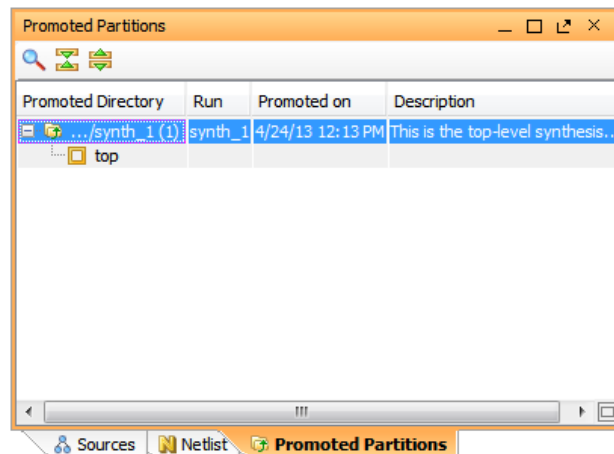 Promoted Partitions
Promoted Directory Run Promoted on Description
.../synth_1 (1) synth_1 4/24/13 12:13 PM This is the top-level synthesis...
top
Sources Netlist Promoted Partitions